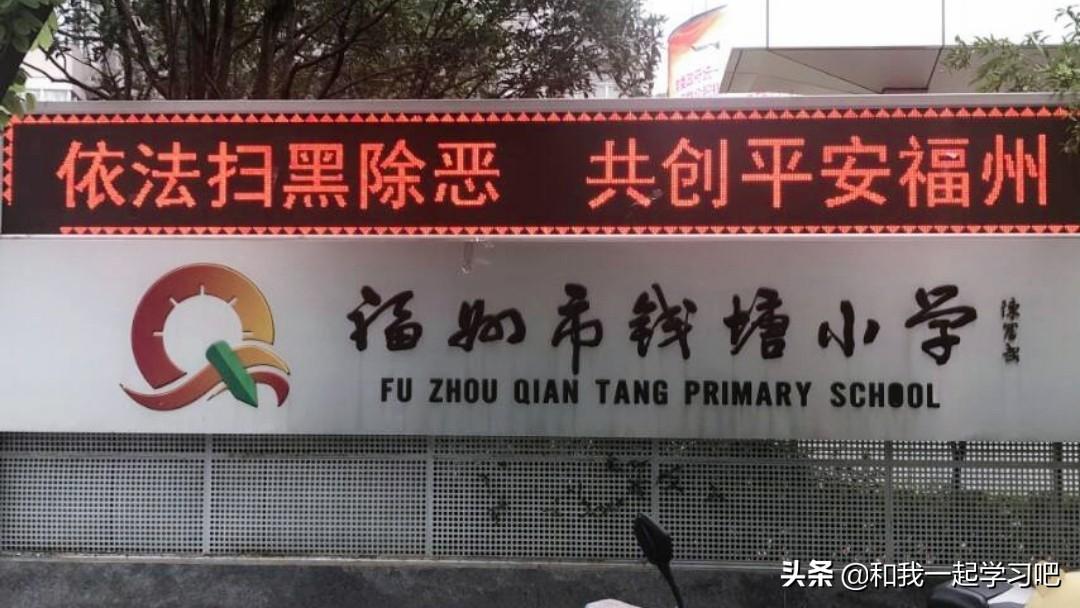 依法扫黑除恶 共创平安福州
福州市钱塘小学
FU ZHOU QIAN TANG PRIMARY SCHOOL
头条 @和我一起学习吧